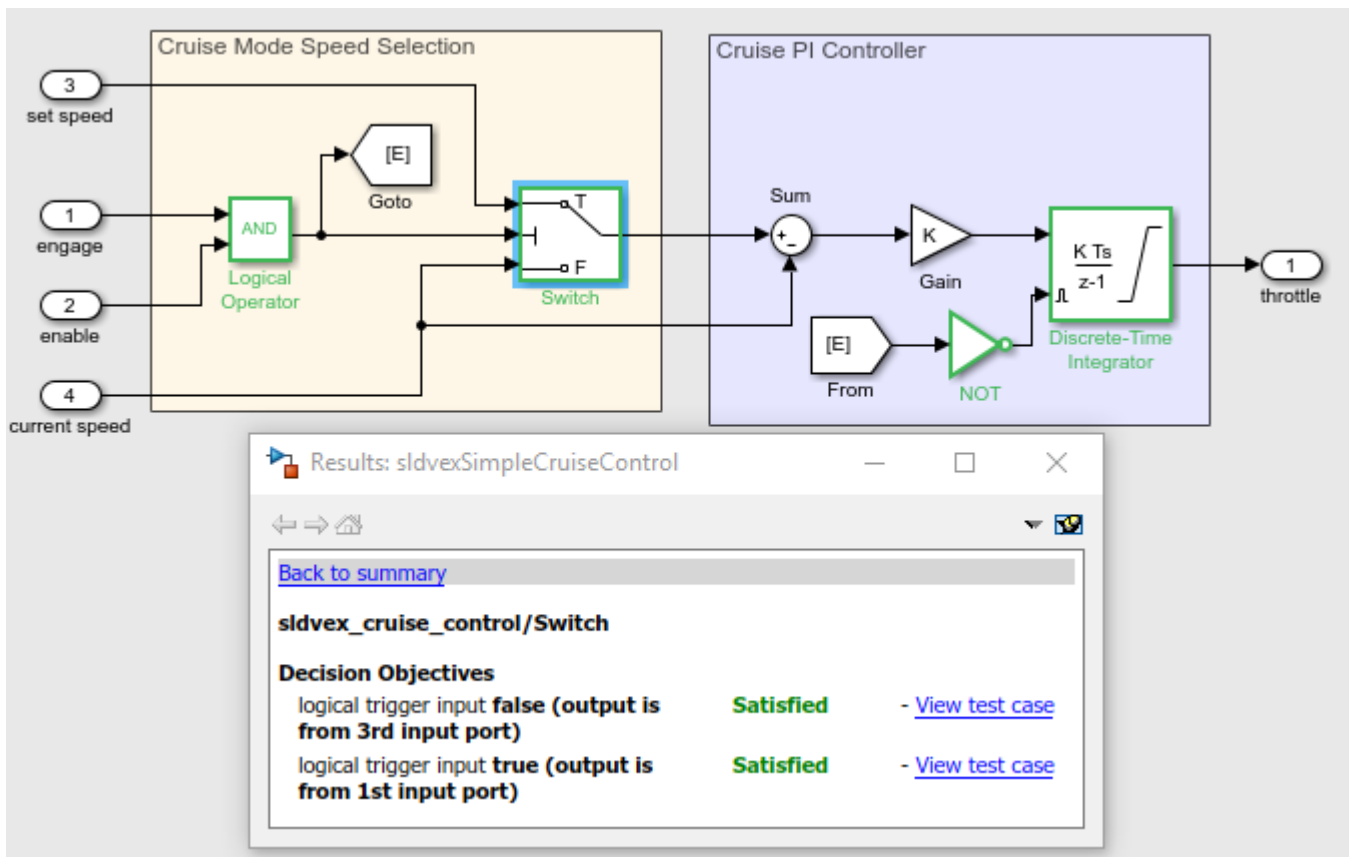 Cruise Mode Speed Selection
Cruise PI Controller
3
set speed
[E]
Goto
1
engage
AND
Logical
Operator
T
F
Switch
2
enable
4
current speed
Sum
+
-
K
Gain
K Ts
z-1
Discrete-Time
Integrator
1
throttle
[E]
From
NOT
Results: sldvexSimpleCruiseControl
Back to summary
sldvex_cruise_control/Switch
Decision Objectives
logical trigger input false (output is Satisfied - View test case
from 3rd input port)
logical trigger input true (output is Satisfied - View test case
from 1st input port)